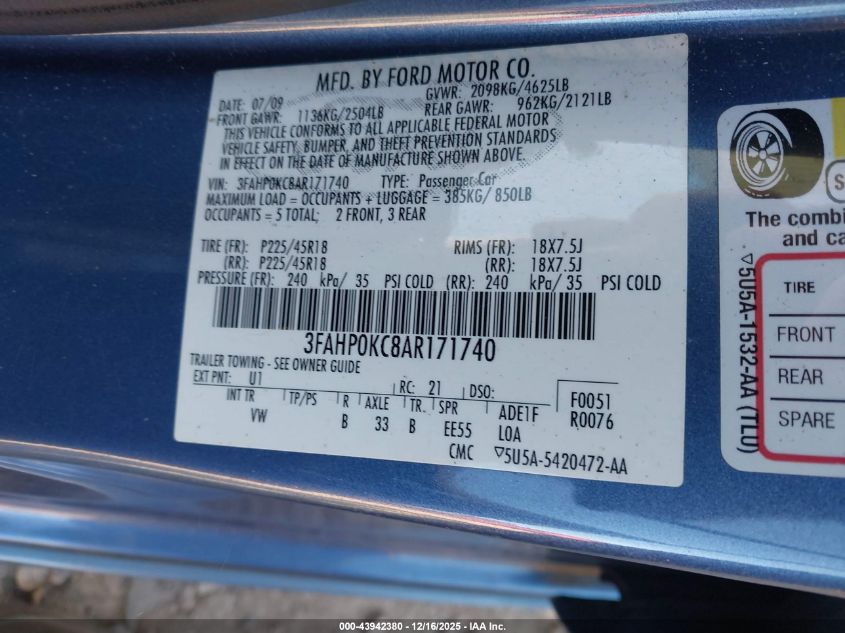 MFD. BY FORD MOTOR CO.
DATE: 07/09 GVWR: 2098KG/4625LB
FRONT GAWR: 1136KG/2504LB REAR GAWR: 962KG/2121LB
THIS VEHICLE CONFORMS TO ALL APPLICABLE FEDERAL MOTOR
VEHICLE SAFETY, BUMPER, AND THEFT PREVENTION STANDARDS
IN EFFECT ON THE DATE OF MANUFACTURE SHOWN ABOVE.
VIN: 3FAHP0KC8AR171740 TYPE: Passenger Car
MAXIMUM LOAD = OCCUPANTS + LUGGAGE = 385KG/ 850LB
OCCUPANTS = 5 TOTAL; 2 FRONT, 3 REAR
TIRE (FR): P225/45R18 RIMS (FR): 18X7.5J
(RR): P225/45R18 (RR): 18X7.5J
PRESSURE (FR): 240 kPa/ 35 PSI COLD (RR): 240 kPa/ 35 PSI COLD
3FAHP0KC8AR171740
TRAILER TOWING - SEE OWNER GUIDE
EXT PNT: U1 RC: 21 DSO:
INT TR TP/PS R AXLE TR SPR ADE1F F0051
VW B 33 B EE55 LOA R0076
CMC ▽5U5A-5420472-AA
S
The combi
and ca
▽5U5A-1532-AA (TLU)
TIRE
FRONT
REAR
SPARE
000-43942380 - 12/16/2025 - IAA Inc.